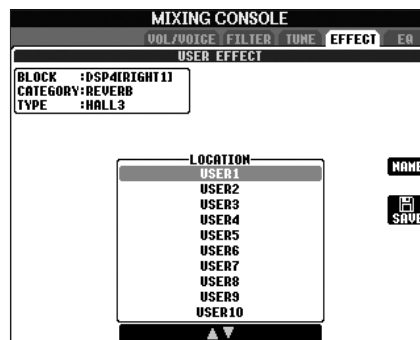 MIXING CONSOLE
VOL/VOICE FILTER TUNE EFFECT EQ
USER EFFECT
BLOCK :DSP4[RIGHT1]
CATEGORY:REVERB
TYPE :HALL3
LOCATION
USER1
NAME
USER2
USER3
USER4
SAVE
USER5
USER6
USER7
USER8
USER9
USER10